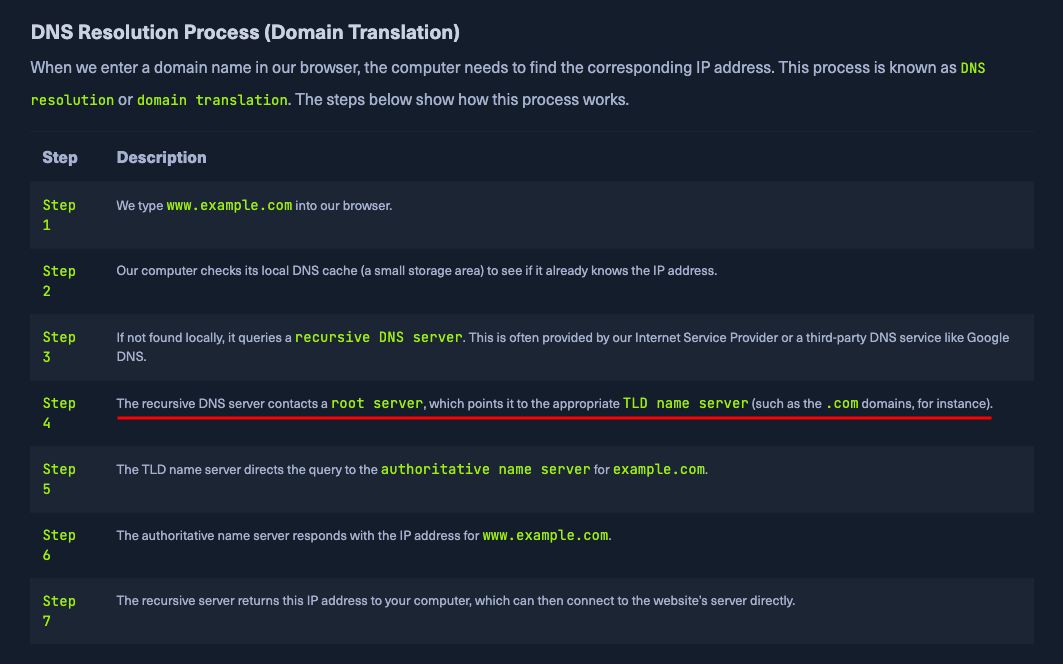 DNS Resolution Process (Domain Translation)
When we enter a domain name in our browser, the computer needs to find the corresponding IP address. This process is known as DNS
resolution or domain translation. The steps below show how this process works.
Step Description
Step
1
We type www.example.com into our browser.
Step
2
Our computer checks its local DNS cache (a small storage area) to see if it already knows the IP address.
Step
3
If not found locally, it queries a recursive DNS server. This is often provided by our Internet Service Provider or a third-party DNS service like Google
DNS.
Step
4
The recursive DNS server contacts a root server, which points it to the appropriate TLD name server (such as the .com domains, for instance).
Step
5
The TLD name server directs the query to the authoritative name server for example.com.
Step
6
The authoritative name server responds with the IP address for www.example.com.
Step
7
The recursive server returns this IP address to your computer, which can then connect to the website's server directly.